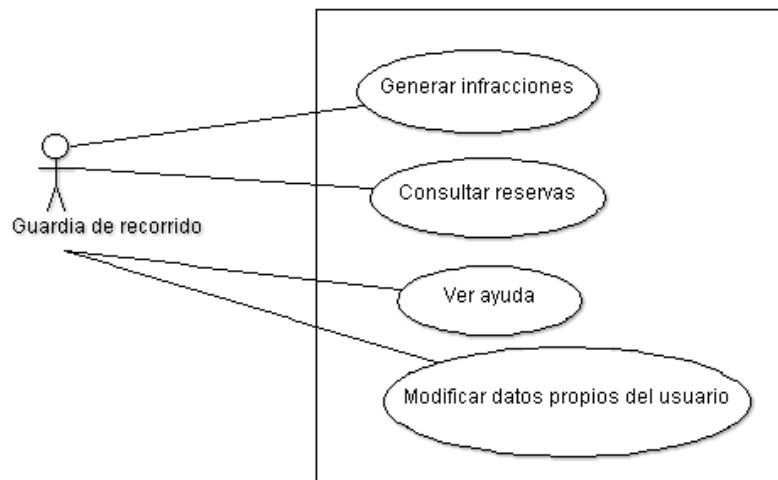 Generar infracciones
Consultar reservas
Guardia de recorrido
Ver ayuda
Modificar datos propios del usuario